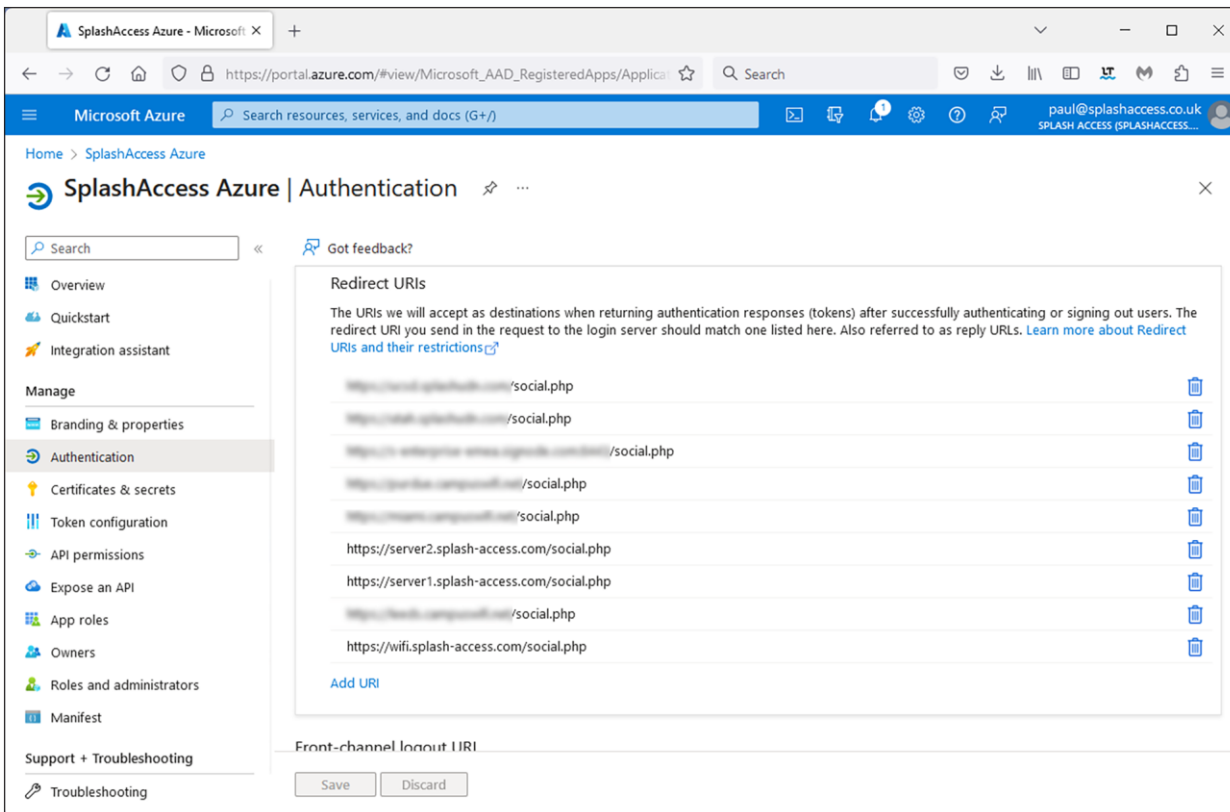 SplashAccess Azure - Microsoft
https://portal.azure.com/#view/Microsoft_AAD_RegisteredApps/Applicat
Search
Microsoft Azure
Search resources, services, and docs (G+/)
1
paul@splashaccess.co.uk
SPLASH ACCESS (SPLASHACCESS....
Home > SplashAccess Azure
SplashAccess Azure | Authentication
Search
Overview
Quickstart
Integration assistant
Manage
Branding & properties
Authentication
Certificates & secrets
Token configuration
API permissions
Expose an API
App roles
Owners
Roles and administrators
Manifest
Support + Troubleshooting
Troubleshooting
Got feedback?
Redirect URIs
The URIs we will accept as destinations when returning authentication responses (tokens) after successfully authenticating or signing out users. The
redirect URI you send in the request to the login server should match one listed here. Also referred to as reply URLs. Learn more about Redirect
URIs and their restrictions
/social.php
/social.php
/social.php
/social.php
/social.php
https://server2.splash-access.com/social.php
https://server1.splash-access.com/social.php
/social.php
https://wifi.splash-access.com/social.php
Add URI
Front-channel logout URL
Save
Discard